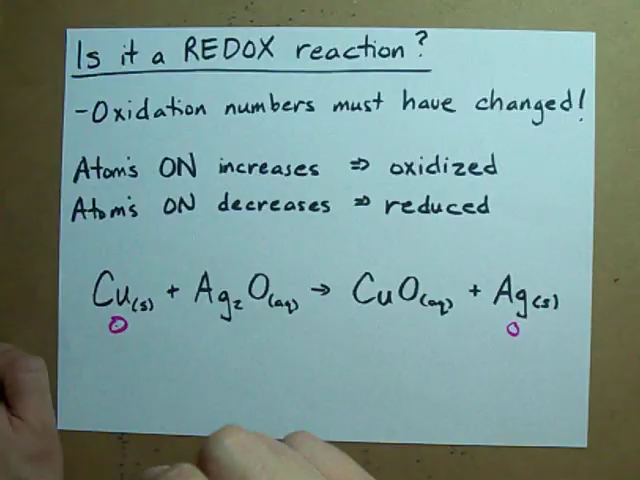 Is it a REDOX reaction?
-Oxidation numbers must have changed!
Atom's ON increases ⇒ oxidized
Atom's ON decreases ⇒ reduced
Cu(s) + Ag₂O(aq) → CuO(aq) + Ag(s)
0 0